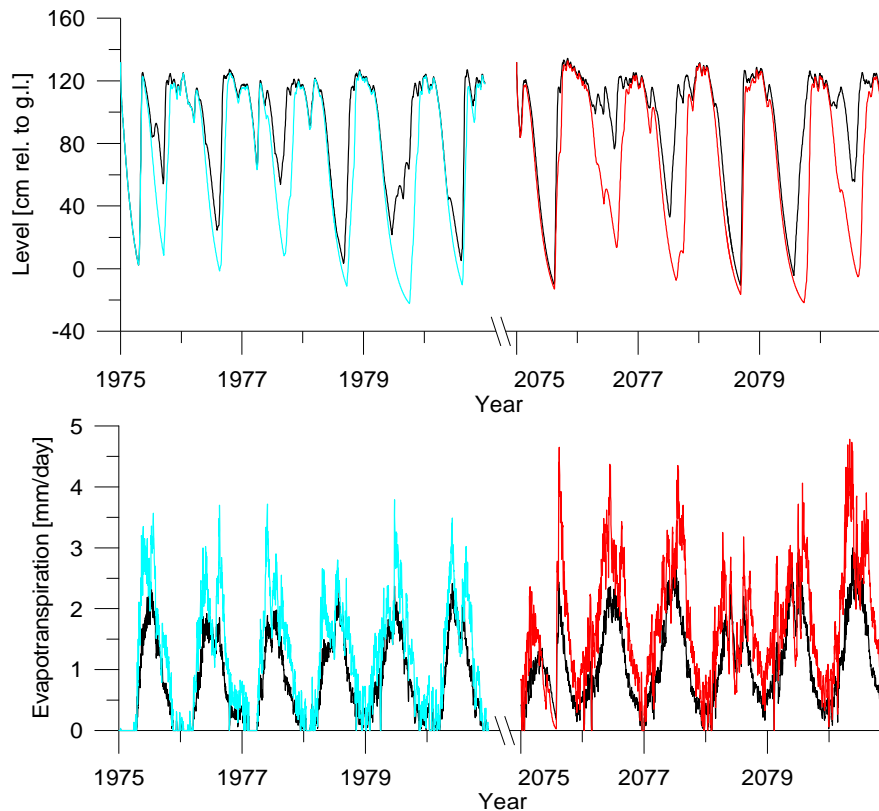 160
120
80
40
0
-40
Level [cm rel. to g.l.]
1975 1977 1979 2075 2077 2079
Year
5
4
3
2
1
0
Evapotranspiration [mm/day]
1975 1977 1979 2075 2077 2079
Year